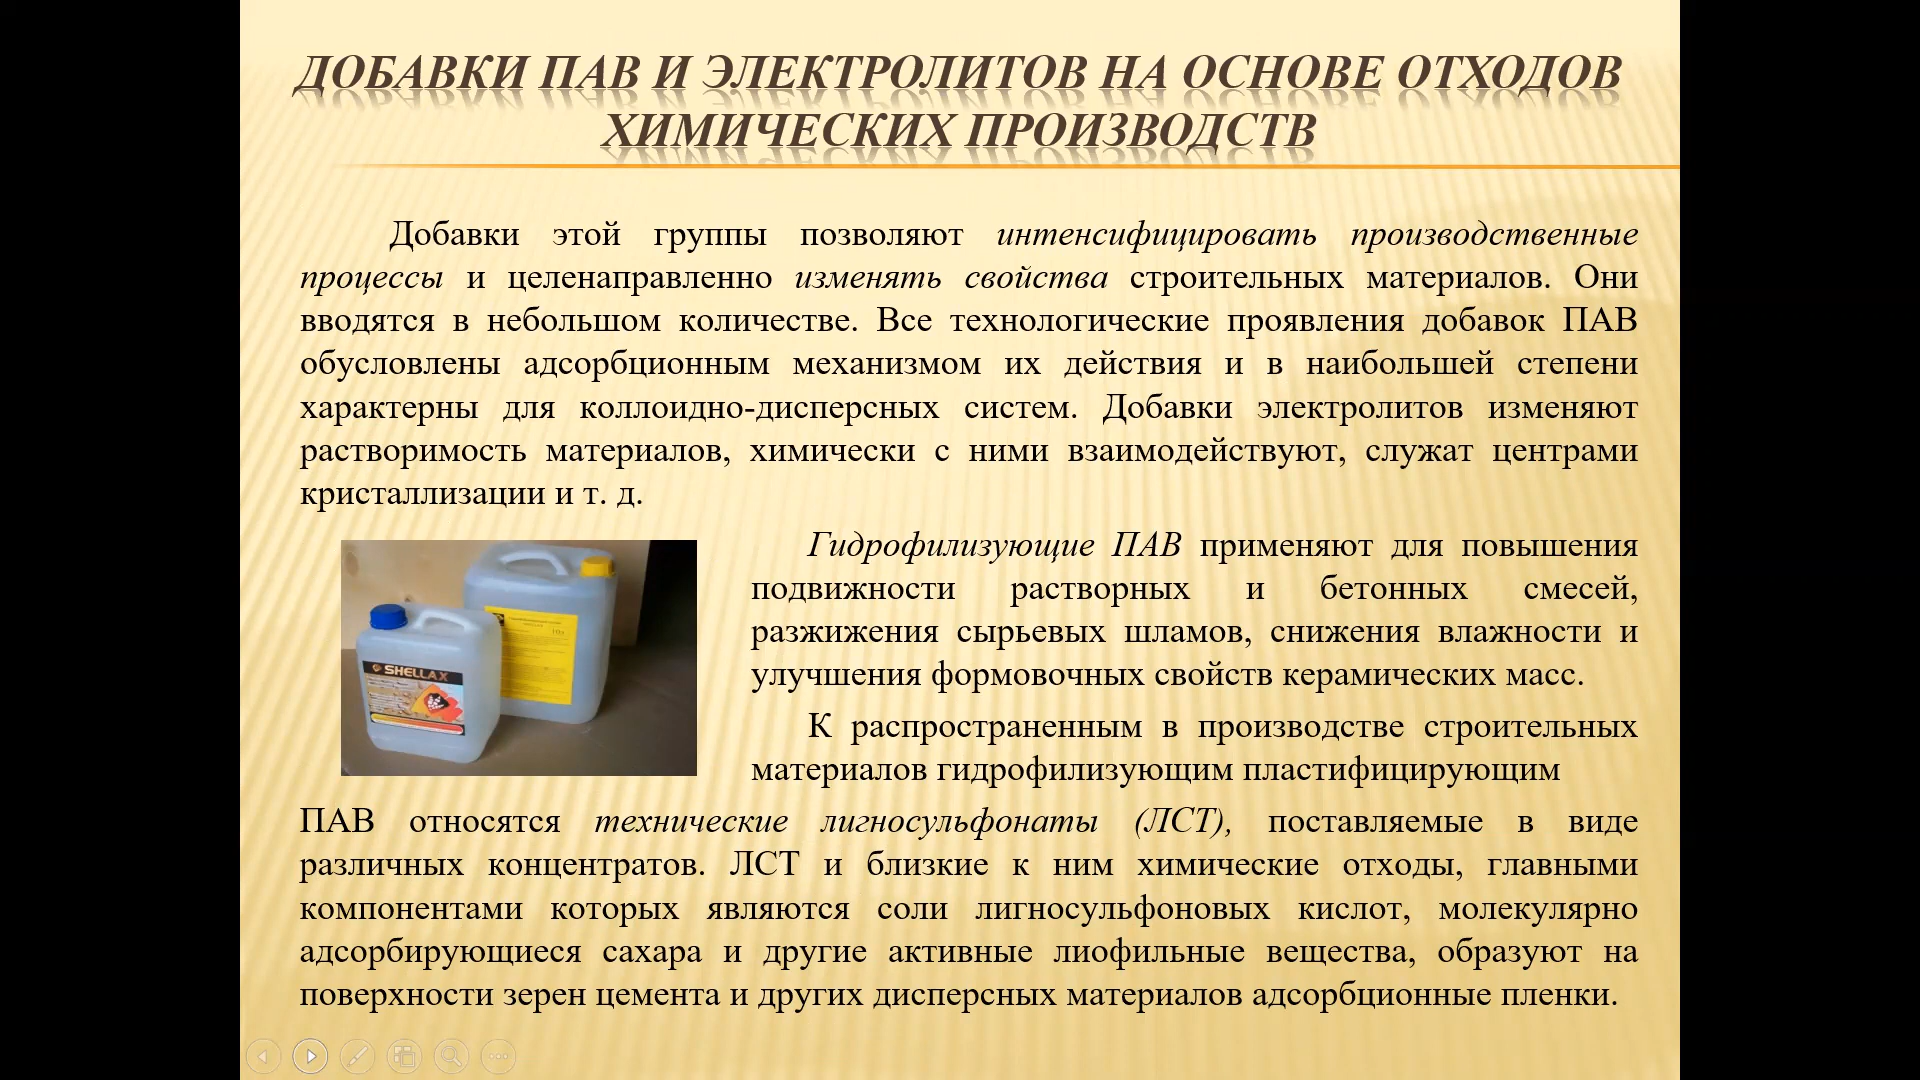 ДОБАВКИ ПАВ И ЭЛЕКТРОЛИТОВ НА ОСНОВЕ ОТХОДОВ
ХИМИЧЕСКИХ ПРОИЗВОДСТВ
Добавки этой группы позволяют интенсифицировать производственные
процессы и целенаправленно изменять свойства строительных материалов. Они
вводятся в небольшом количестве. Все технологические проявления добавок ПАВ
обусловлены адсорбционным механизмом их действия и в наибольшей степени
характерны для коллоидно-дисперсных систем. Добавки электролитов изменяют
растворимость материалов, химически с ними взаимодействуют, служат центрами
кристаллизации и т. д.
Гидрофилизующие ПАВ применяют для повышения
подвижности растворных и бетонных смесей,
разжижения сырьевых шламов, снижения влажности и
улучшения формовочных свойств керамических масс.
К распространенным в производстве строительных
материалов гидрофилизующим пластифицирующим
SHELLAX
ПАВ относятся технические лигносульфонаты (ЛСТ), поставляемые в виде
различных концентратов. ЛСТ и близкие к ним химические отходы, главными
компонентами которых являются соли лигносульфоновых кислот, молекулярно
адсорбирующиеся сахара и другие активные лиофильные вещества, образуют на
поверхности зерен цемента и других дисперсных материалов адсорбционные пленки.